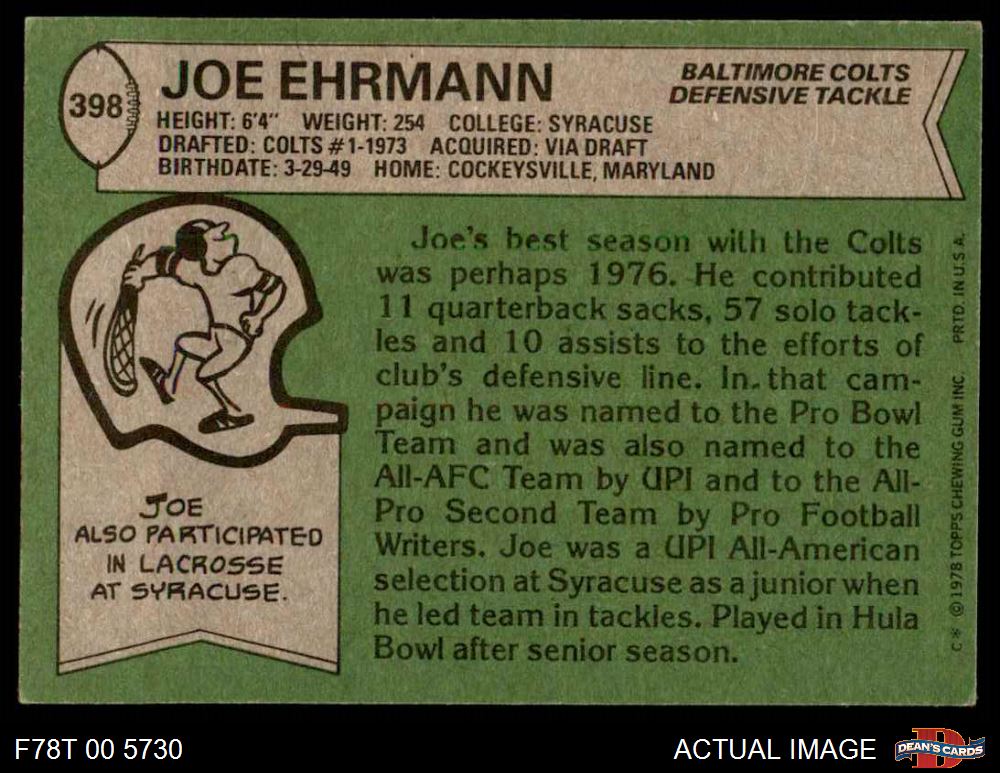 398
JOE EHRMANN
BALTIMORE COLTS
DEFENSIVE TACKLE
HEIGHT: 6'4" WEIGHT: 254 COLLEGE: SYRACUSE
DRAFTED: COLTS #1-1973 ACQUIRED: VIA DRAFT
BIRTHDATE: 3-29-49 HOME: COCKEYSVILLE, MARYLAND
Joe's best season with the Colts
was perhaps 1976. He contributed
11 quarterback sacks, 57 solo tack-
les and 10 assists to the efforts of
club's defensive line. In that cam-
paign he was named to the Pro Bowl
Team and was also named to the
All-AFC Team by UPI and to the All-
Pro Second Team by Pro Football
Writers. Joe was a UPI All-American
selection at Syracuse as a junior when
he led team in tackles. Played in Hula
Bowl after senior season.
JOE
ALSO PARTICIPATED
IN LACROSSE
AT SYRACUSE.
C* © 1978 TOPPS CHEWING GUM INC. PRTD. IN U.S.A.
F78T 00 5730
ACTUAL IMAGE
D
DEAN'S CARDS